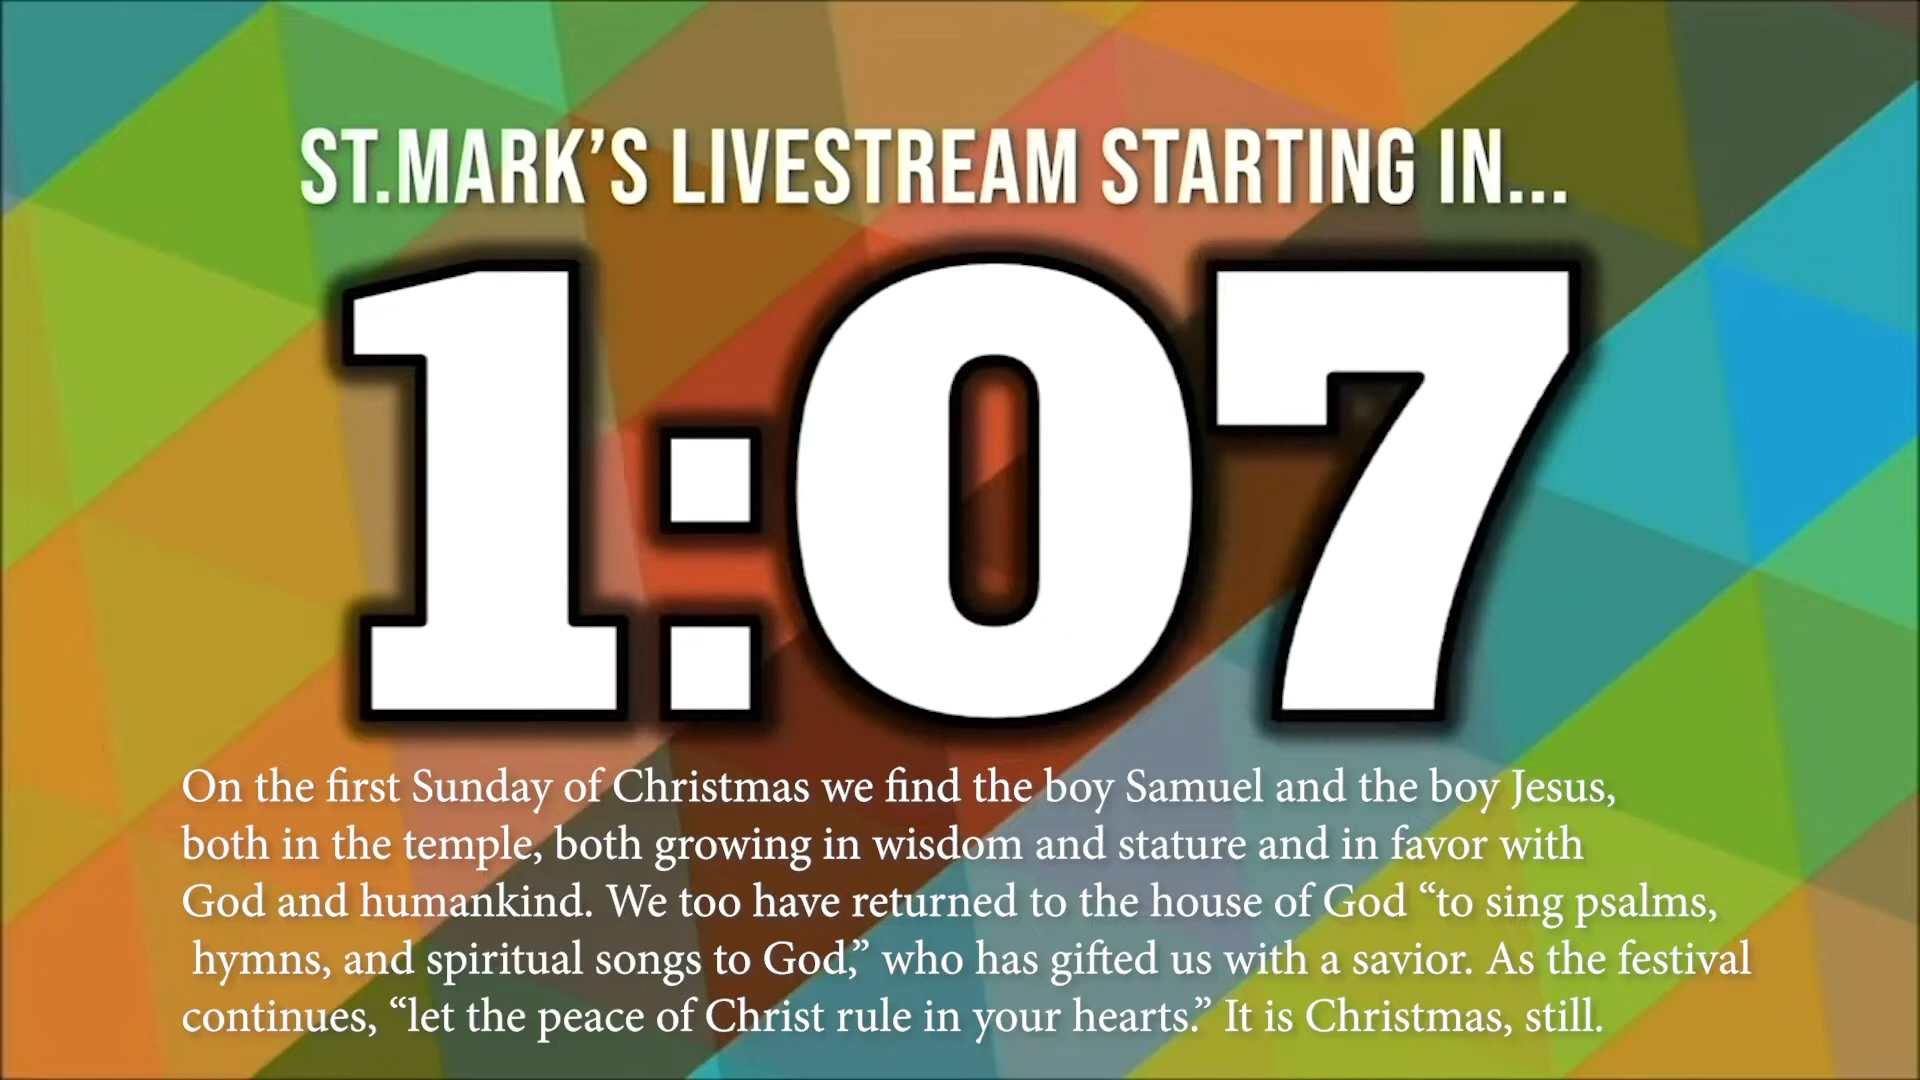 ST.MARK’S LIVESTREAM STARTING IN...
1:07
On the first Sunday of Christmas we find the boy Samuel and the boy Jesus,
both in the temple, both growing in wisdom and stature and in favor with
God and humankind. We too have returned to the house of God “to sing psalms,
hymns, and spiritual songs to God,” who has gifted us with a savior. As the festival
continues, “let the peace of Christ rule in your hearts.” It is Christmas, still.